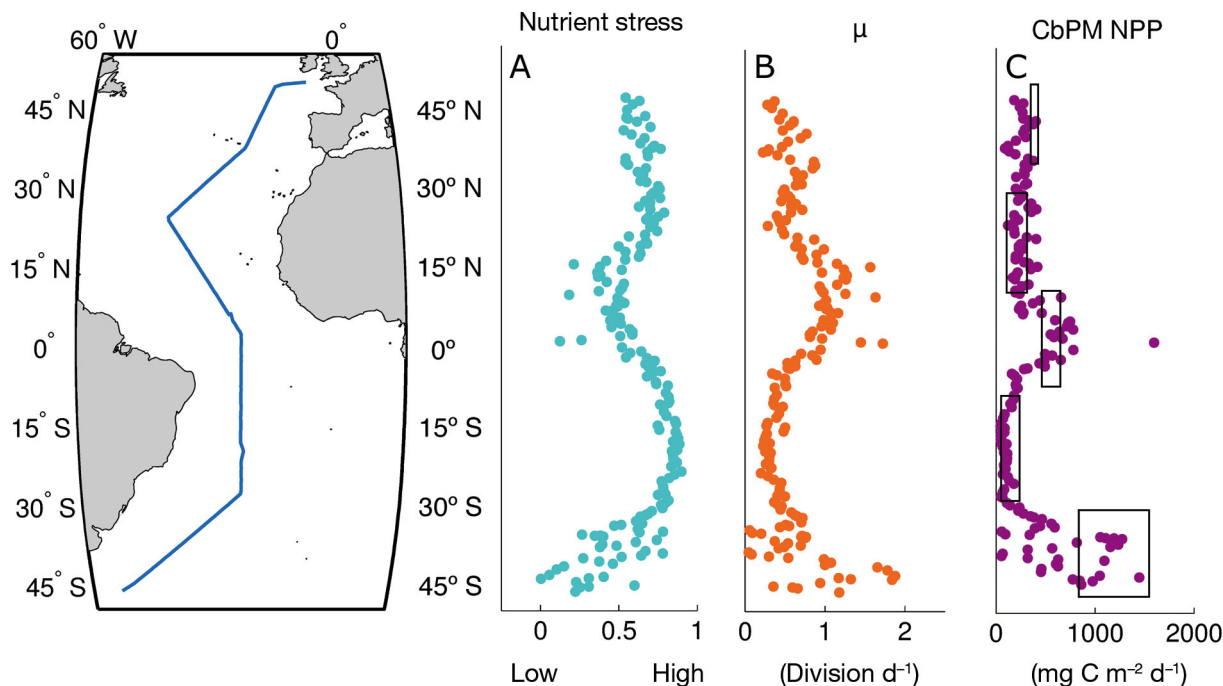 Nutrient stress
μ
CbPM NPP
60° W
0°
A
B
C
45° N
45° N
30° N
30° N
15° N
15° N
0°
0°
15° S
15° S
30° S
30° S
45° S
45° S
0
0.5
1
0
1
2
0
1000
2000
Low
High
(Division d⁻¹)
(mg C m⁻² d⁻¹)